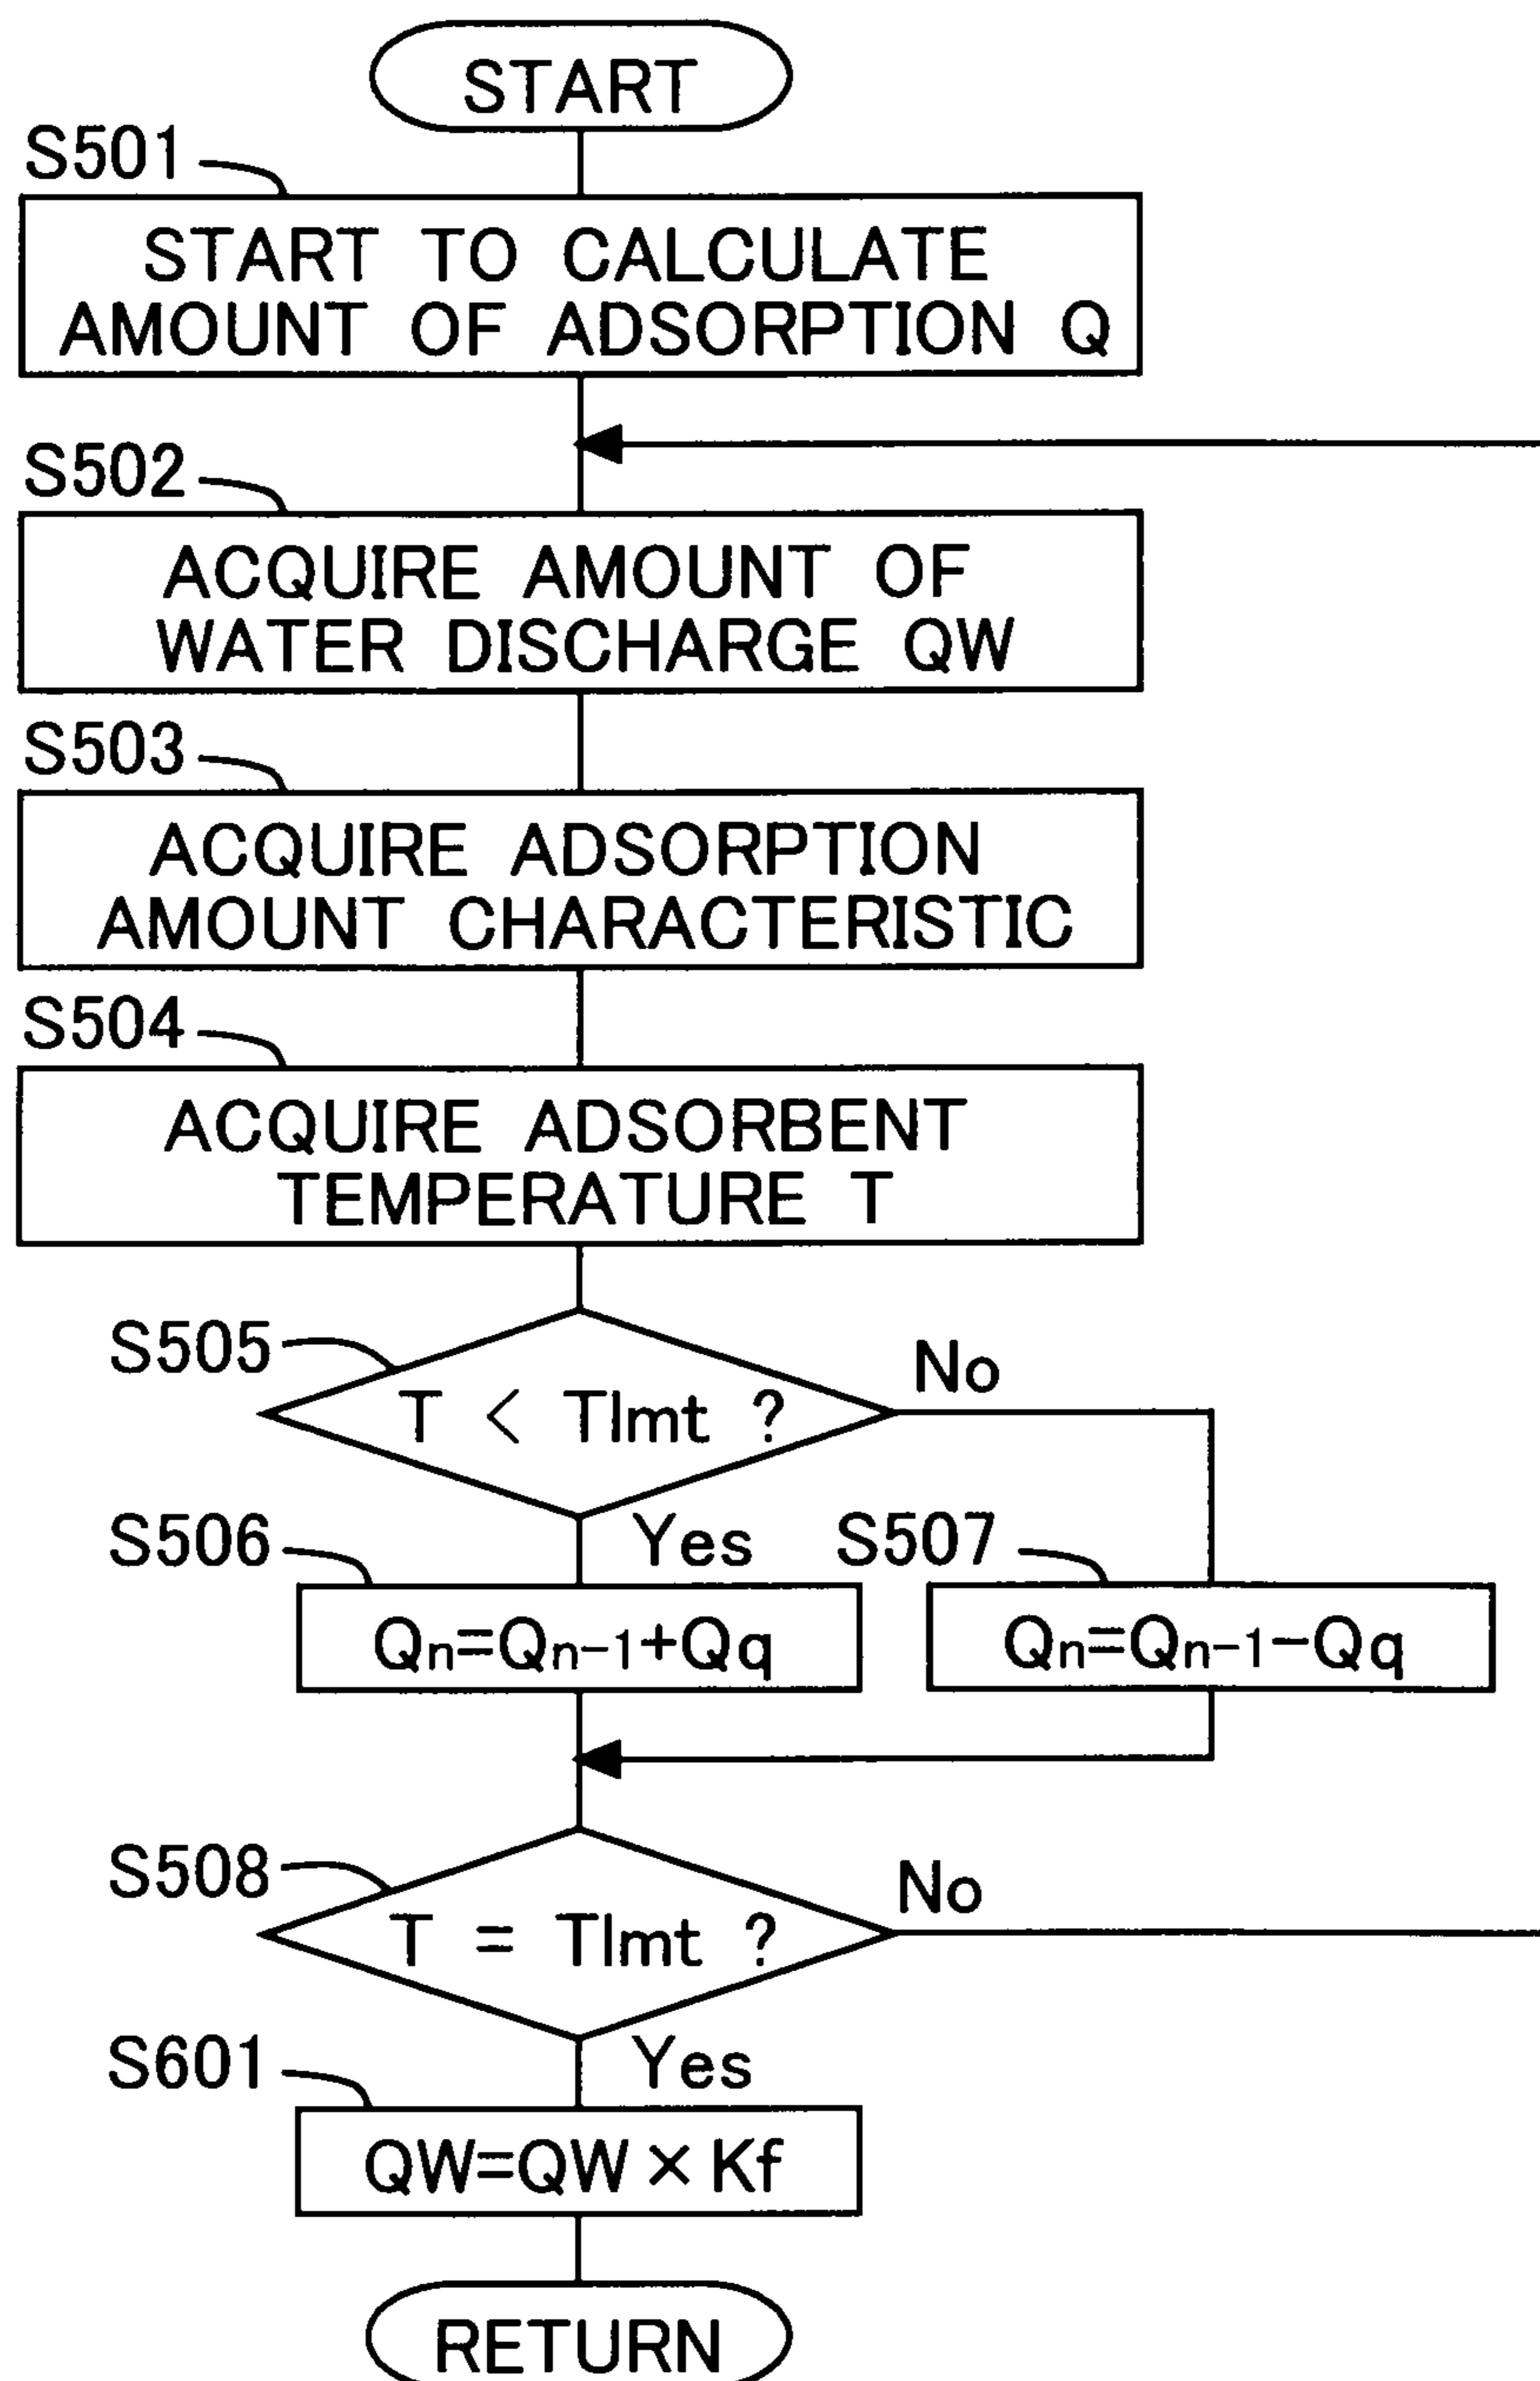 START
S501
START TO CALCULATE
AMOUNT OF ADSORPTION Q
S502
ACQUIRE AMOUNT OF
WATER DISCHARGE QW
S503
ACQUIRE ADSORPTION
AMOUNT CHARACTERISTIC
S504
ACQUIRE ADSORBENT
TEMPERATURE T
S505
T < Tlmt ?
No
Yes
S506
Qn=Qn-1+Qq
S507
Qn=Qn-1-Qq
S508
T = Tlmt ?
No
Yes
S601
QW=QW×Kf
RETURN